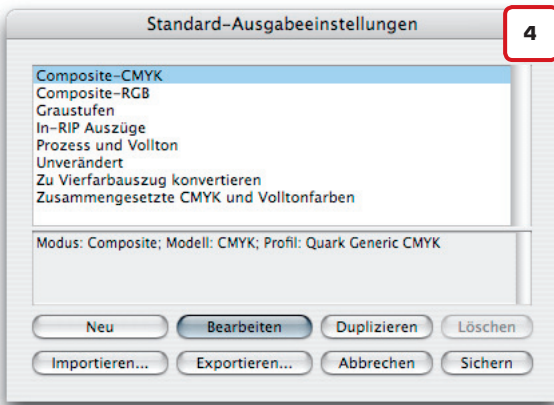 Standard-Ausgabeeinstellungen
4
Composite-CMYK
Composite-RGB
Graustufen
In-RIP Auszüge
Prozess und Vollton
Unverändert
Zu Vierfarbauszug konvertieren
Zusammengesetzte CMYK und Volltonfarben
Modus: Composite; Modell: CMYK; Profil: Quark Generic CMYK
Neu Bearbeiten Duplizieren Löschen
Importieren... Exportieren... Abbrechen Sichern